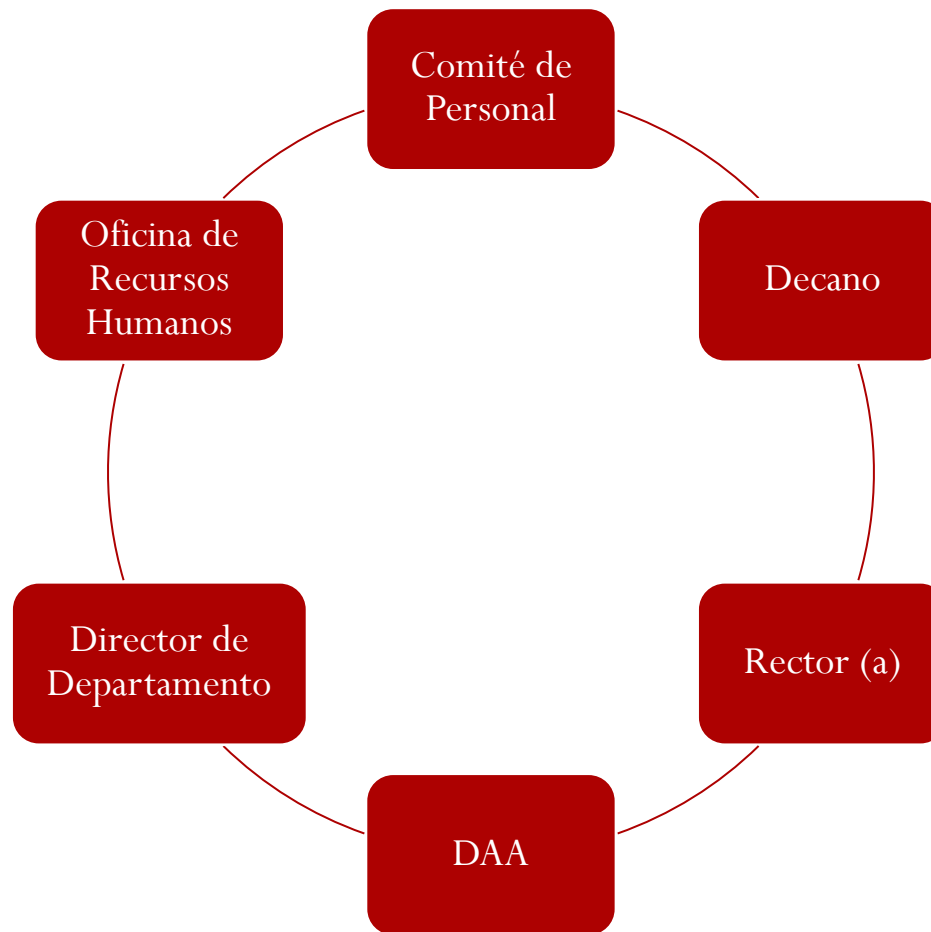 Comité de
Personal
Decano
Rector (a)
DAA
Director de
Departamento
Oficina de
Recursos
Humanos